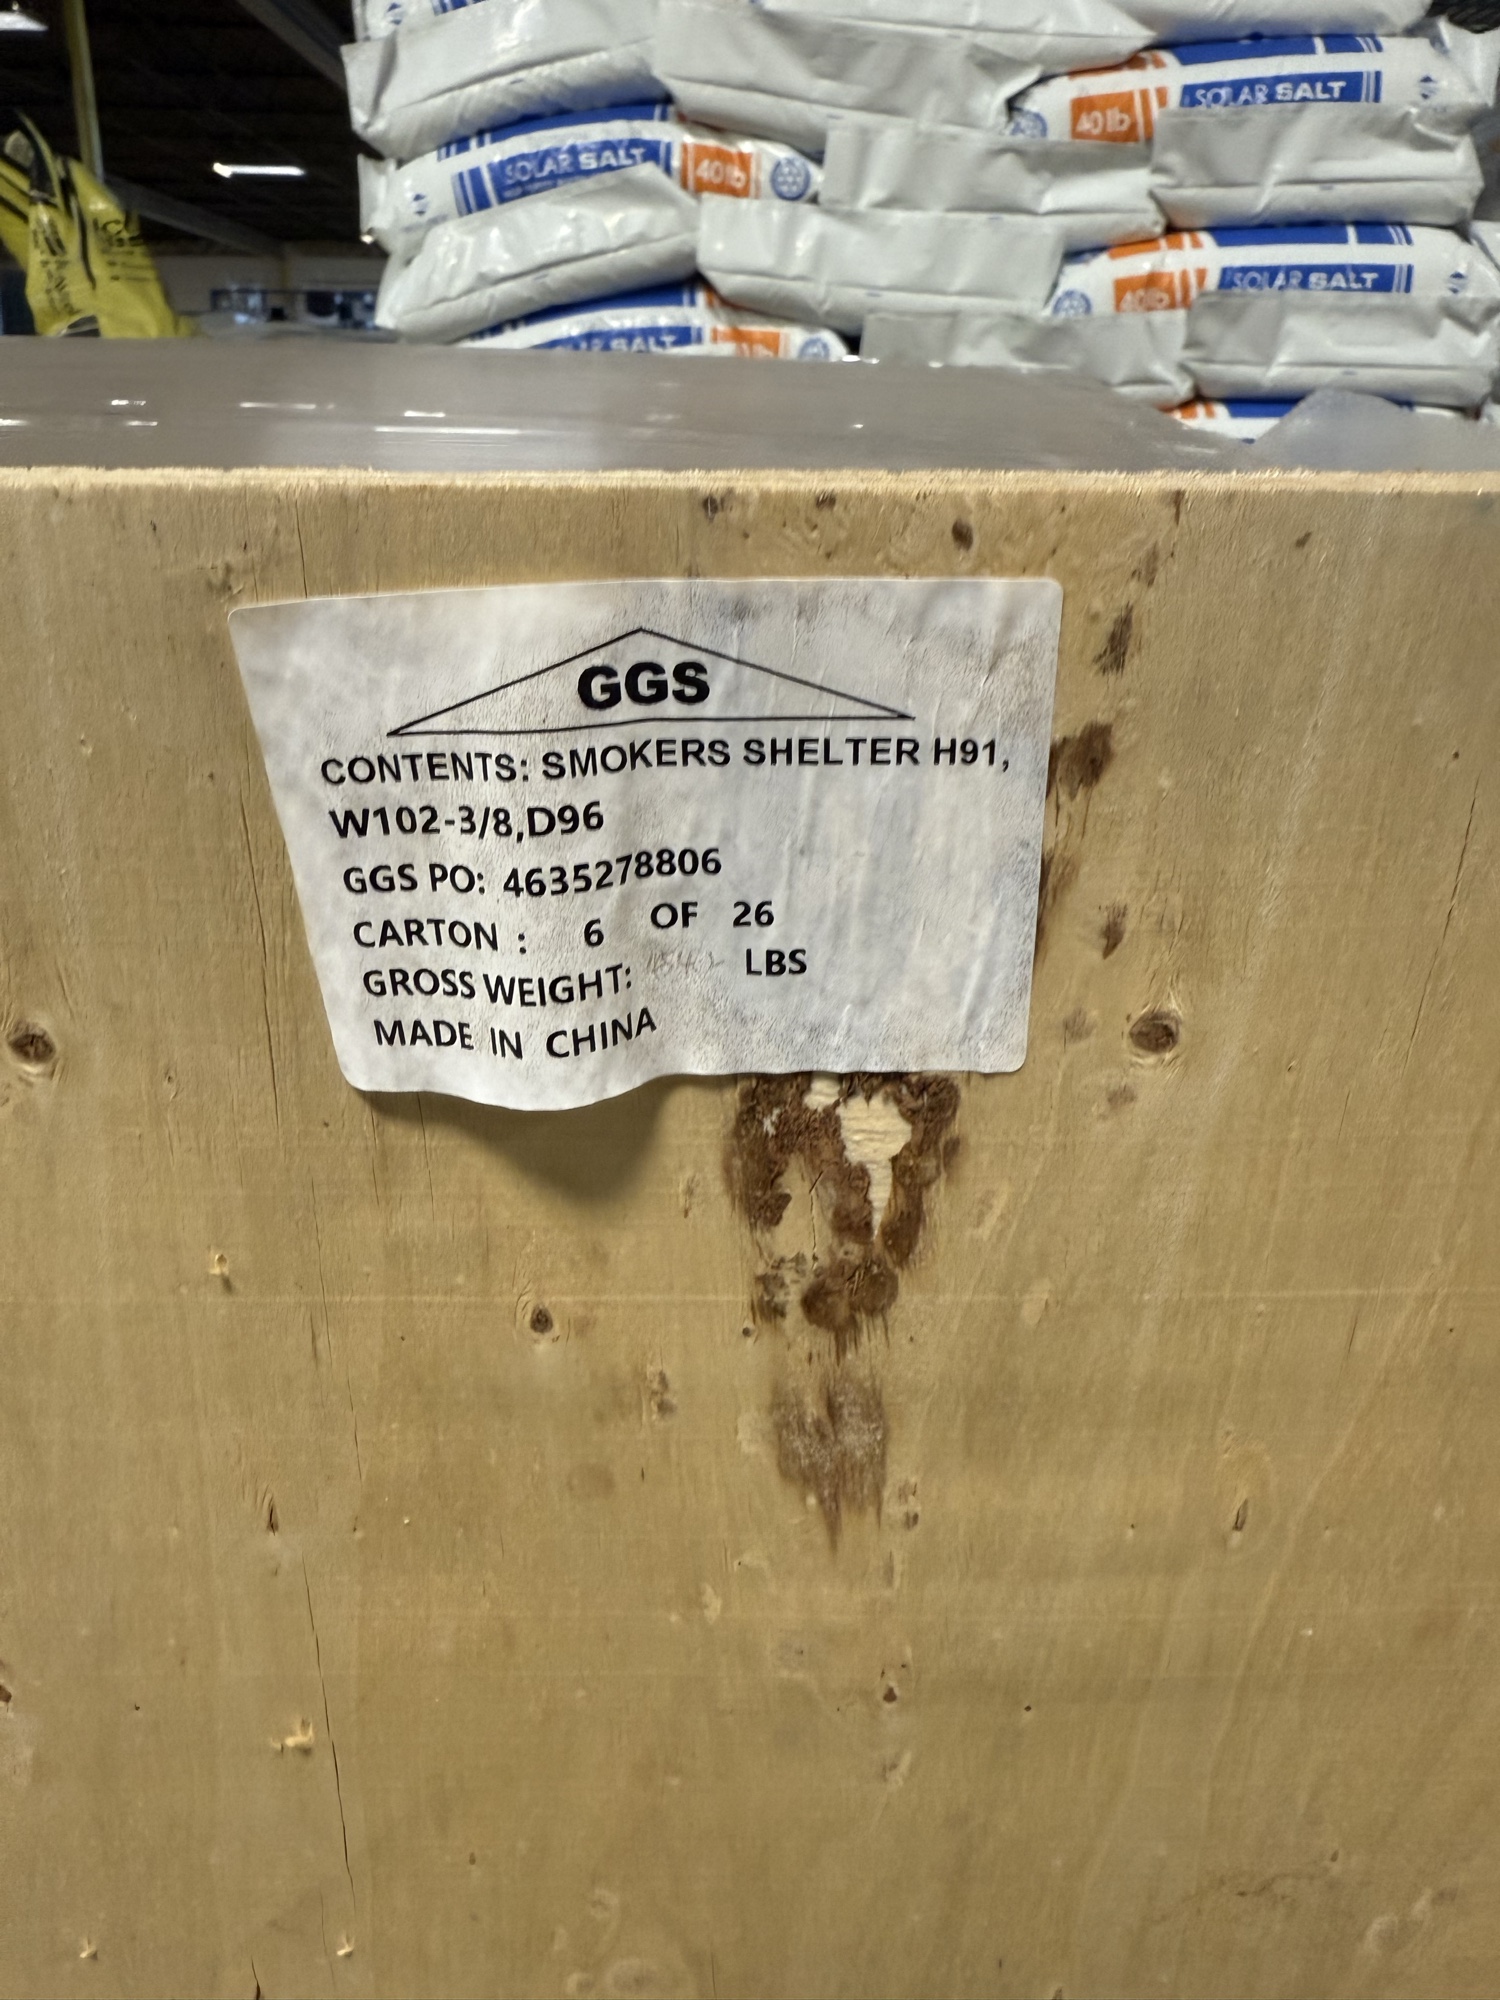 SOLAR SALT
40 lb
SOLAR SALT
40 lb
40 lb
SOLAR SALT
GGS
CONTENTS: SMOKERS SHELTER H91,
W102-3/8,D96
GGS PO: 4635278806
CARTON : 6 OF 26
GROSS WEIGHT: LBS
MADE IN CHINA